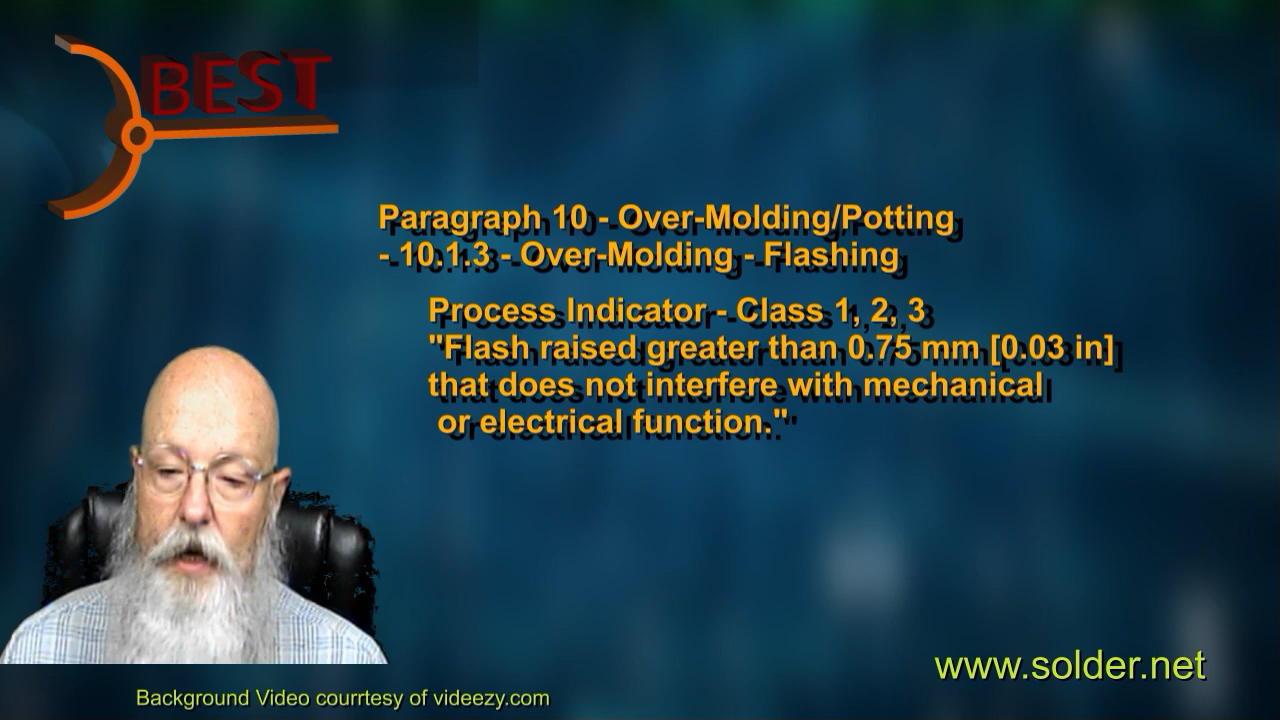 BEST
Paragraph 10 - Over-Molding/Potting
- 10.1.3 - Over-Molding - Flashing
Process Indicator - Class 1, 2, 3
"Flash raised greater than 0.75 mm [0.03 in]
that does not interfere with mechanical
or electrical function."
www.solder.net
Background Video courrtesy of videezy.com